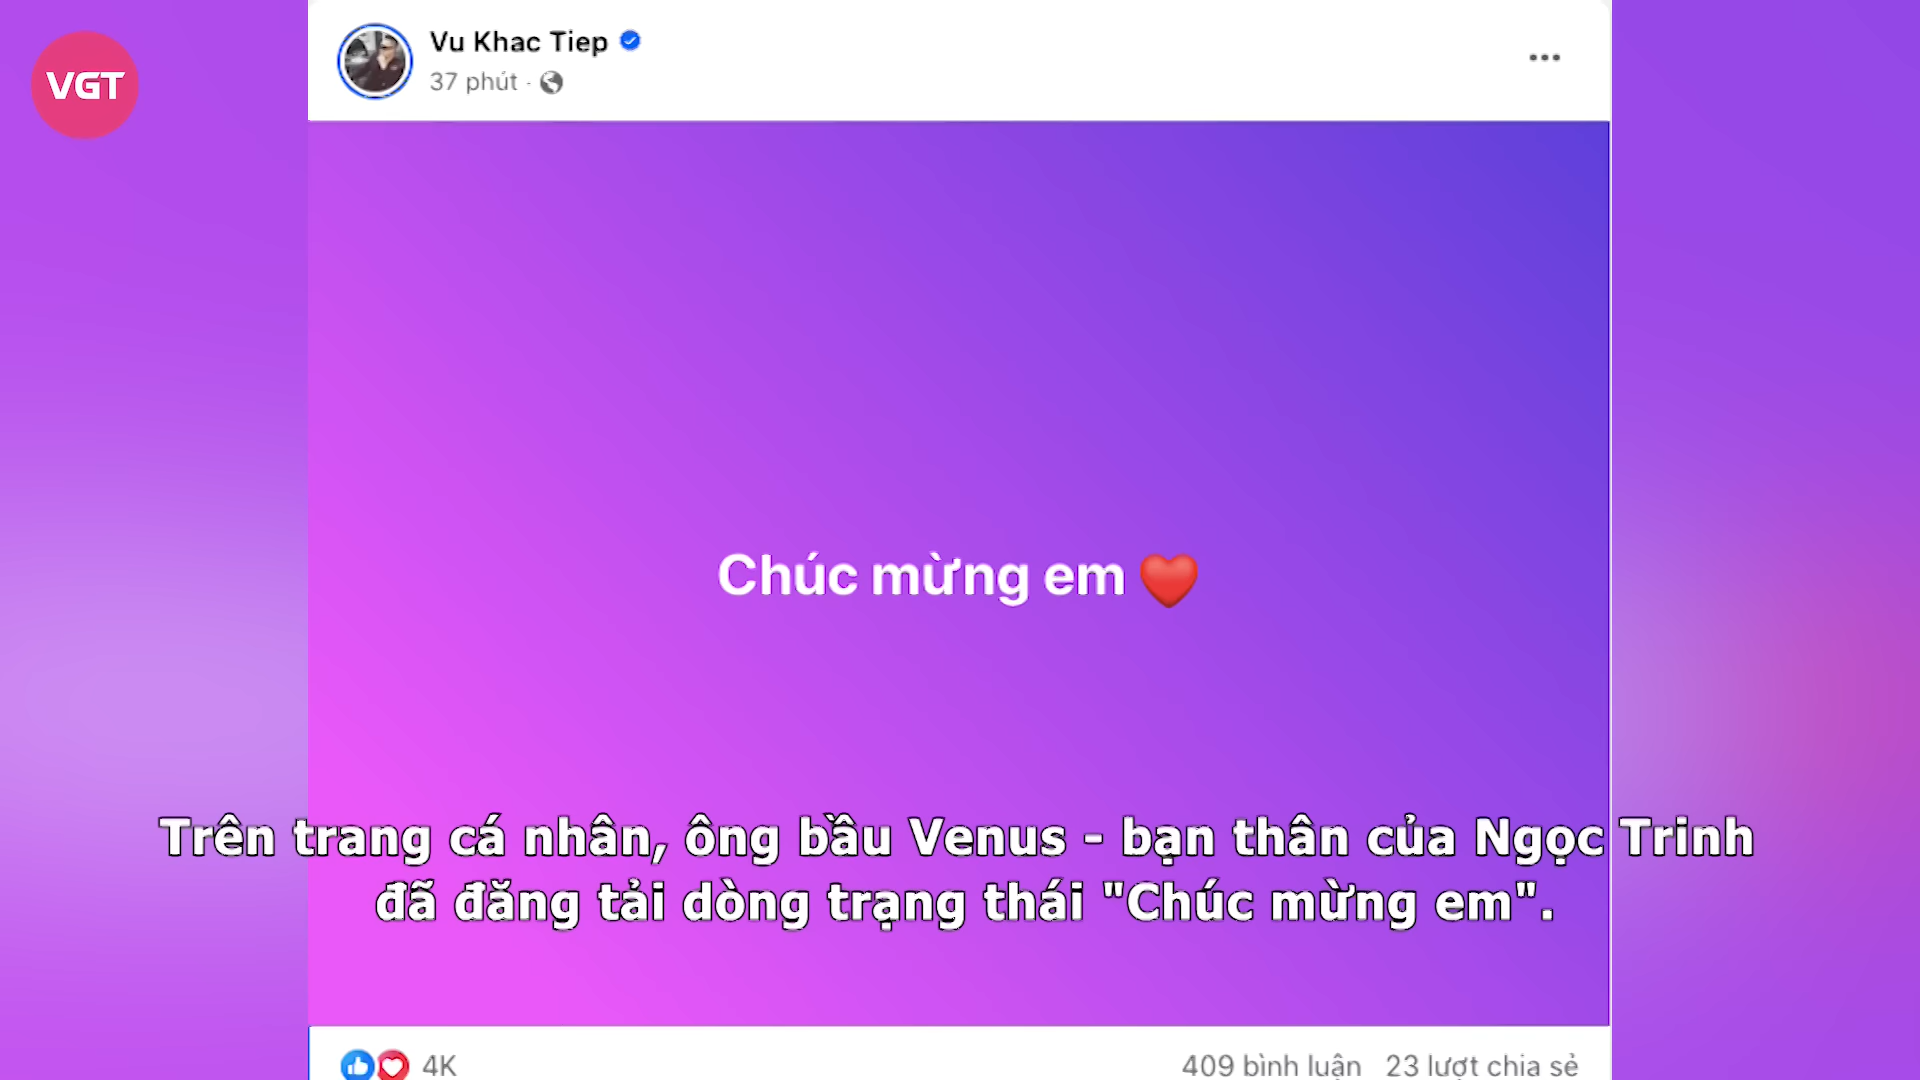 VGT
Vu Khac Tiep
37 phút ·
Chúc mừng em ❤️
Trên trang cá nhân, ông bầu Venus - bạn thân của Ngọc Trinh
đã đăng tải dòng trạng thái "Chúc mừng em".
4K
409 bình luận 23 lượt chia sẻ